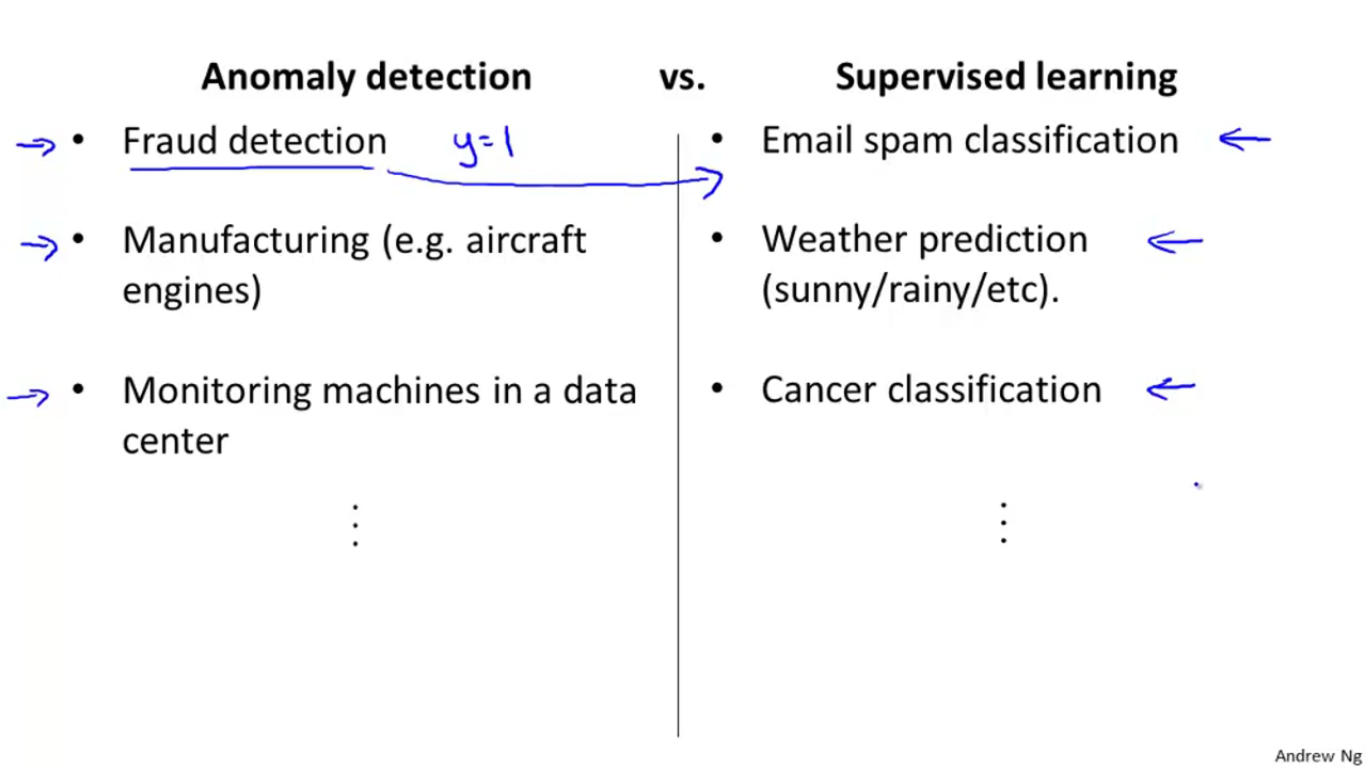 Anomaly detection vs. Supervised learning
• Fraud detection y=1
• Manufacturing (e.g. aircraft
engines)
• Monitoring machines in a data
center
• Email spam classification
• Weather prediction
(sunny/rainy/etc).
• Cancer classification
Andrew Ng